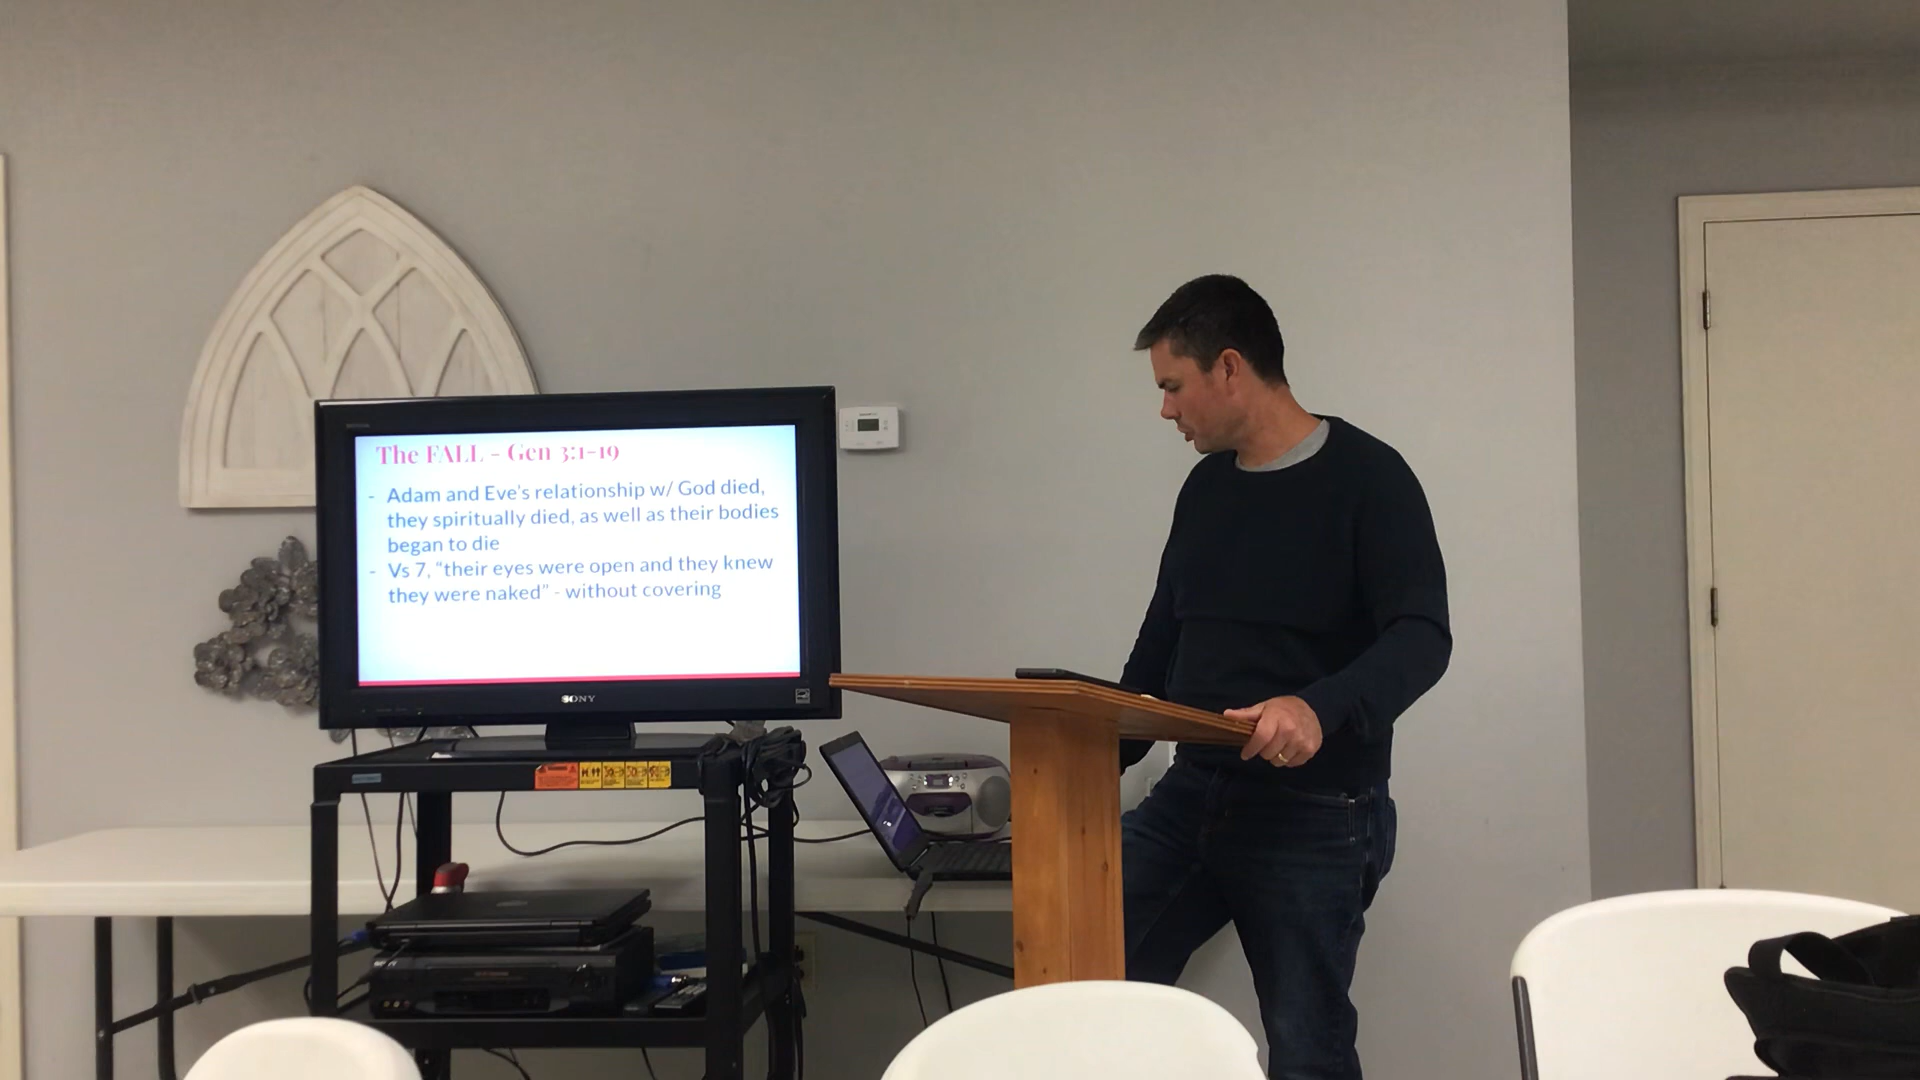 The FALL - Gen 3:1-19
- Adam and Eve's relationship w/ God died,
they spiritually died, as well as their bodies
began to die
- Vs 7, “their eyes were open and they knew
they were naked” - without covering
SONY